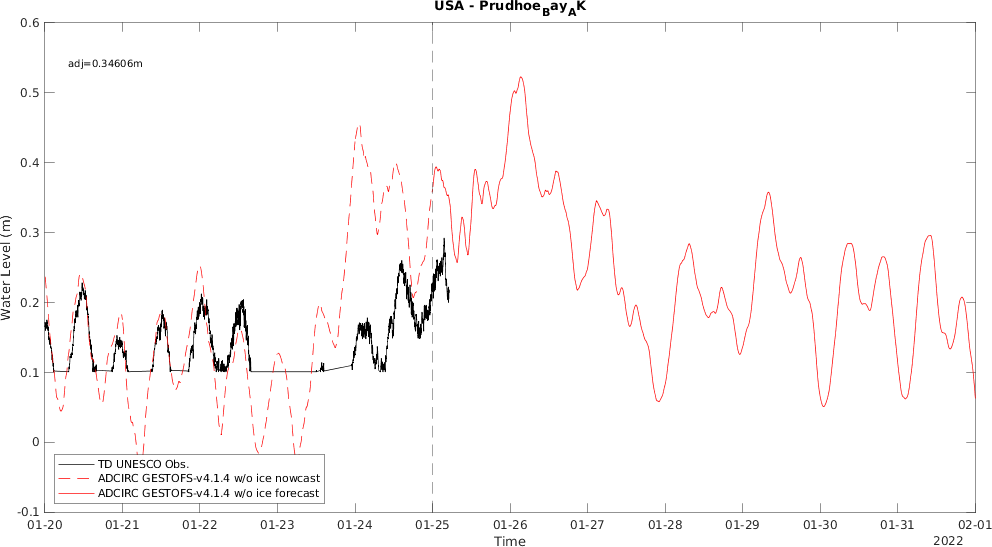 USA - PrudhoeBayAK
0.6
adj=0.34606m
0.5
0.4
0.3
Water Level (m)
0.2
0.1
0
TD UNESCO Obs.
ADCIRC GESTOFS-v4.1.4 w/o ice nowcast
ADCIRC GESTOFS-v4.1.4 w/o ice forecast
-0.1
01-20 01-21 01-22 01-23 01-24 01-25 01-26 01-27 01-28 01-29 01-30 01-31 02-01
Time
2022